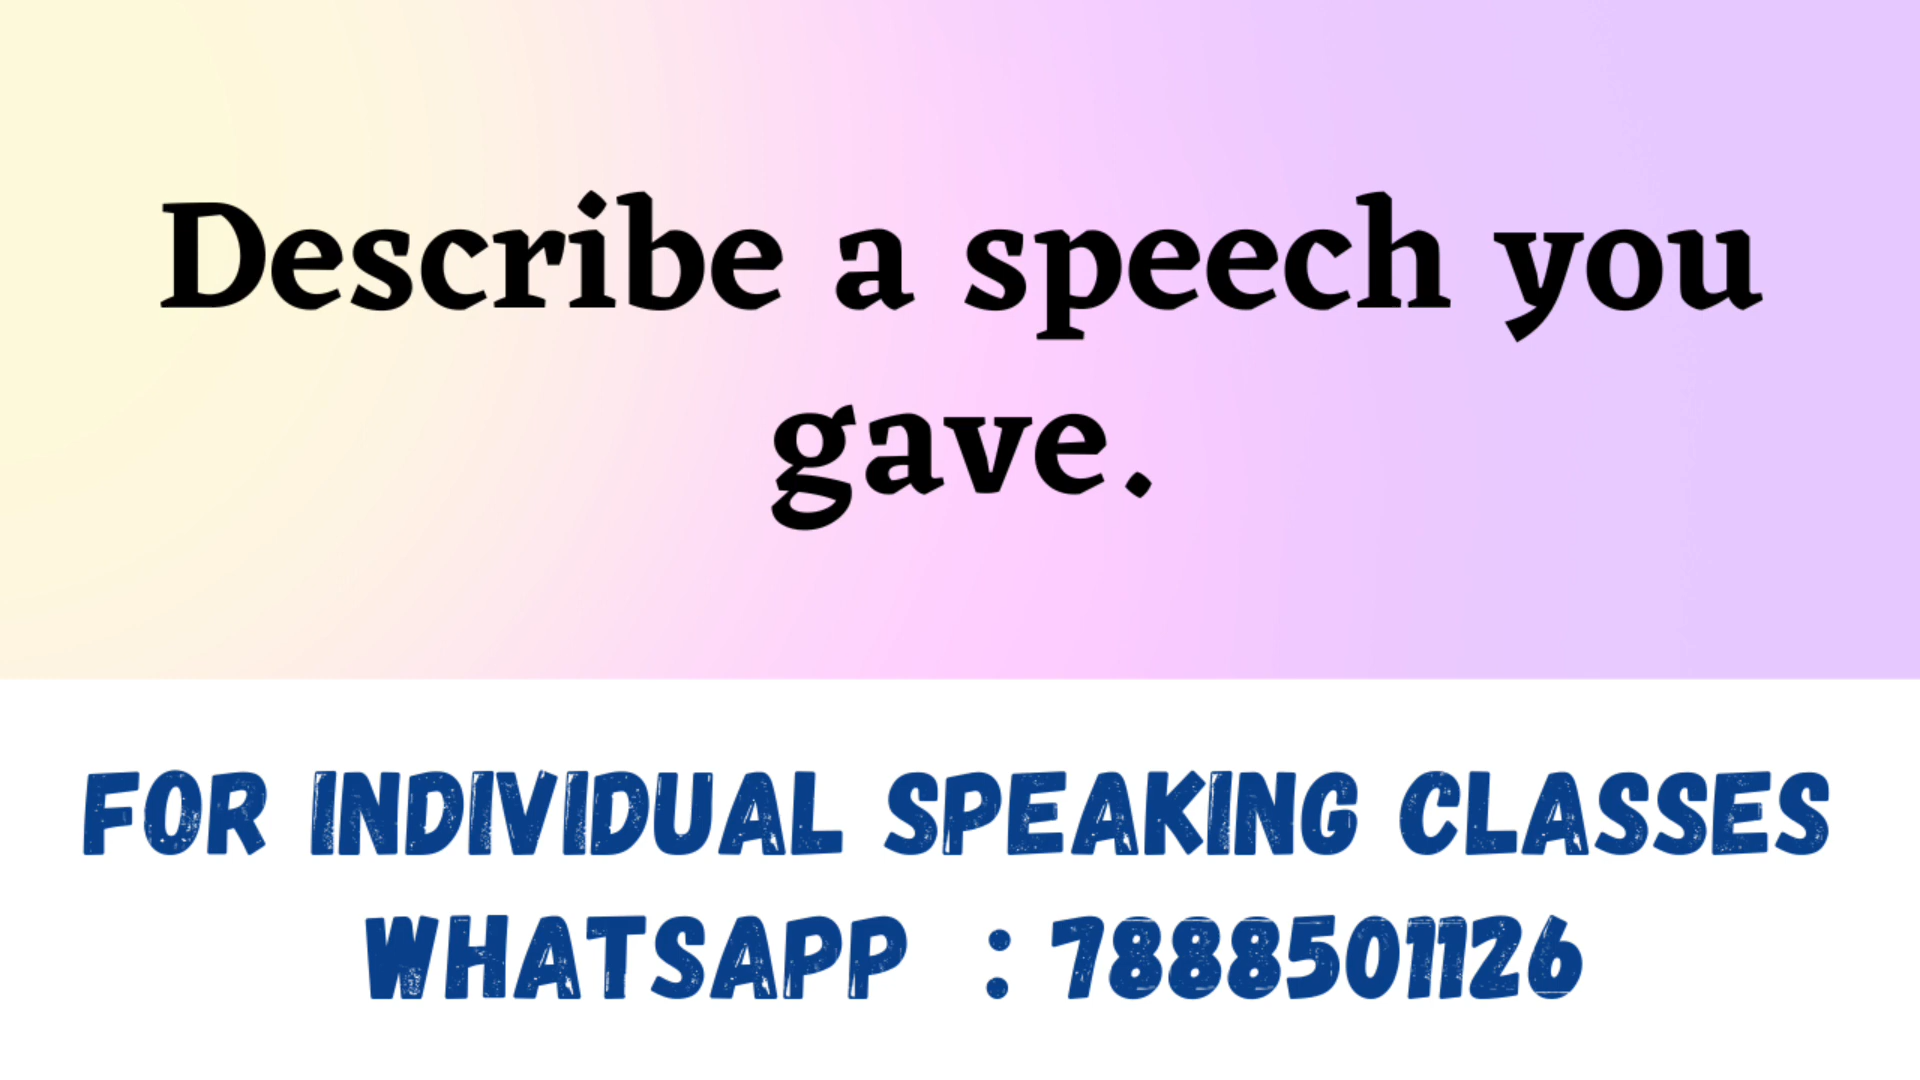 Describe a speech you
gave.
FOR INDIVIDUAL SPEAKING CLASSES
WHATSAPP : 7888501126